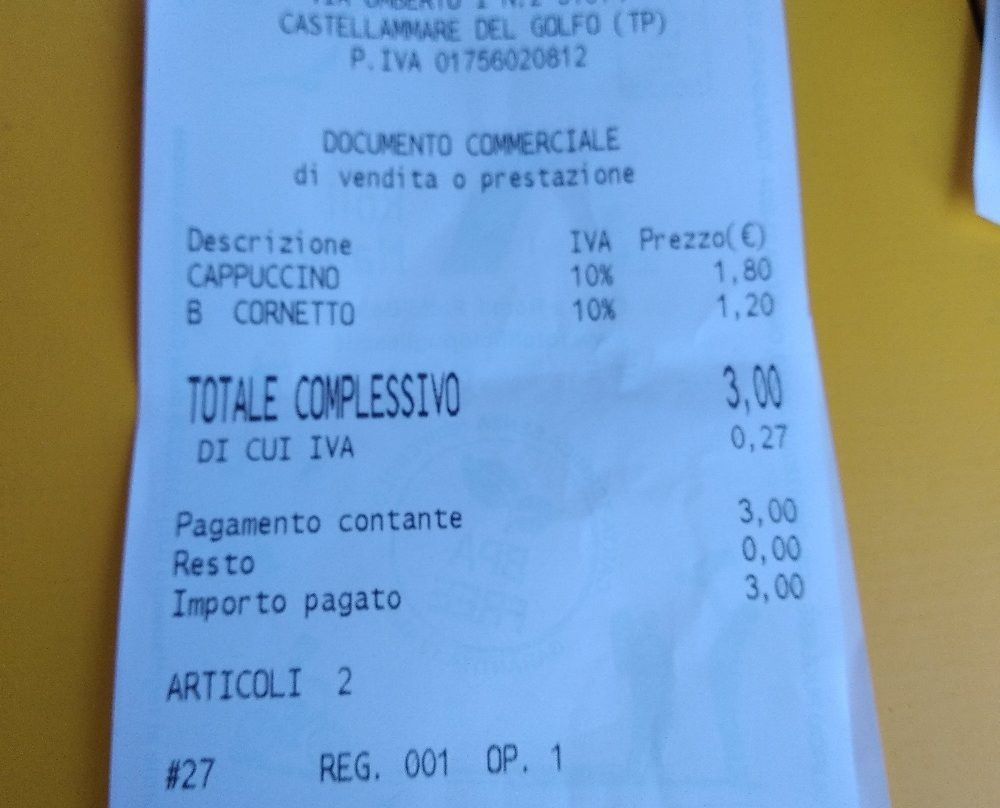 CASTELLAMMARE DEL GOLFO (TP)
P.IVA 01756020812
DOCUMENTO COMMERCIALE
di vendita o prestazione
Descrizione IVA Prezzo(€)
CAPPUCCINO 10% 1,80
B CORNETTO 10% 1,20
TOTALE COMPLESSIVO 3,00
DI CUI IVA 0,27
Pagamento contante 3,00
Resto 0,00
Importo pagato 3,00
ARTICOLI 2
#27 REG. 001 OP. 1